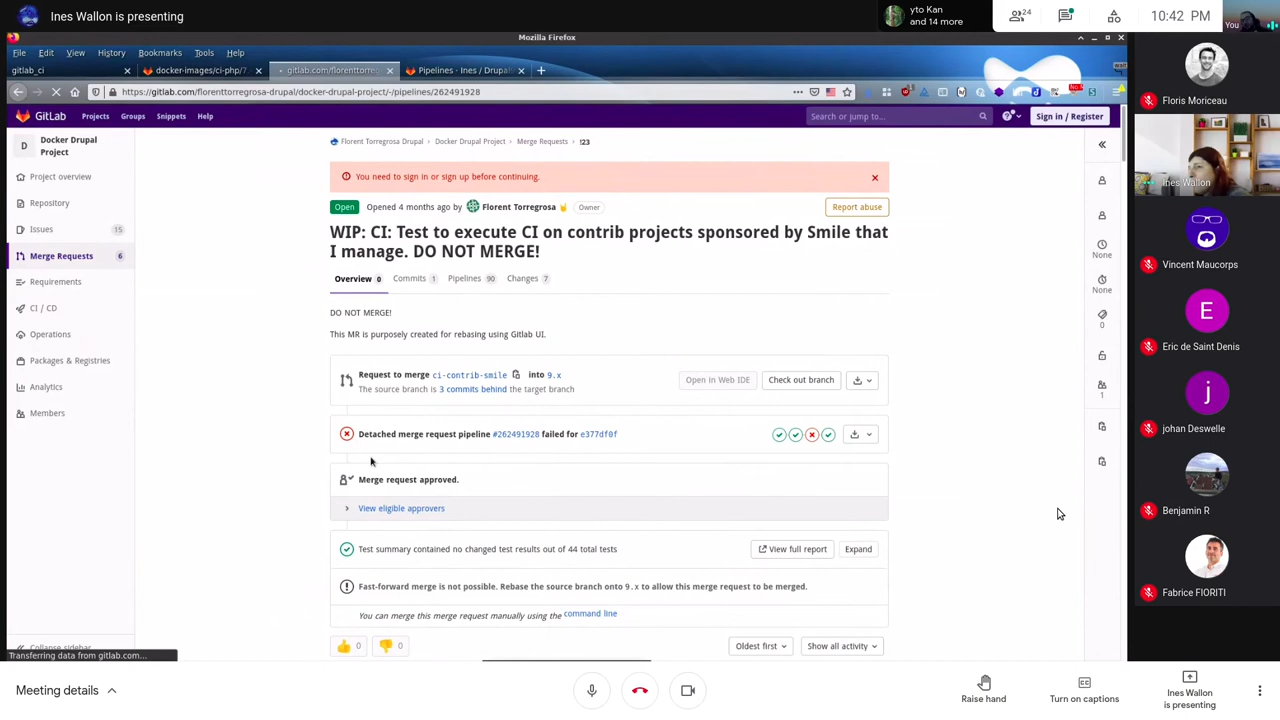 Ines Wallon is presenting
yto Kan
and 14 more
24
10:42 PM
You
Mozilla Firefox
File Edit View History Bookmarks Tools Help
gitlab_ci
docker-images/ci-php/7
gitlab.com/florenttorreg
Pipelines - Ines / Drupal
https://gitlab.com/florenttorregrosa-drupal/docker-drupal-project/-/pipelines/262491928
GitLab Projects Groups Snippets Help
Search or jump to...
Sign in / Register
D
Docker Drupal
Project
Project overview
Repository
Issues 15
Merge Requests 6
Requirements
CI / CD
Operations
Packages & Registries
Analytics
Members
Collapse sidebar
Transferring data from gitlab.com...
Florent Torregrosa Drupal > Docker Drupal Project > Merge Requests > !23
You need to sign in or sign up before continuing.
Open Opened 4 months ago by Florent Torregrosa Owner
Report abuse
WIP: CI: Test to execute CI on contrib projects sponsored by Smile that
I manage. DO NOT MERGE!
Overview 0 Commits 1 Pipelines 90 Changes 7
DO NOT MERGE!
This MR is purposely created for rebasing using Gitlab UI.
Request to merge ci-contrib-smile into 9.x
The source branch is 3 commits behind the target branch
Open in Web IDE
Check out branch
Detached merge request pipeline #262491928 failed for e377df0f
Merge request approved.
View eligible approvers
Test summary contained no changed test results out of 44 total tests
View full report
Expand
Fast-forward merge is not possible. Rebase the source branch onto 9.x to allow this merge request to be merged.
You can merge this merge request manually using the command line
0
0
Oldest first
Show all activity
None
None
0
1
Floris Moriceau
Ines Wallon
Vincent Maucorps
E
Eric de Saint Denis
j
johan Deswelle
Benjamin R
Fabrice FIORITI
Meeting details
Raise hand
Turn on captions
Ines Wallon
is presenting